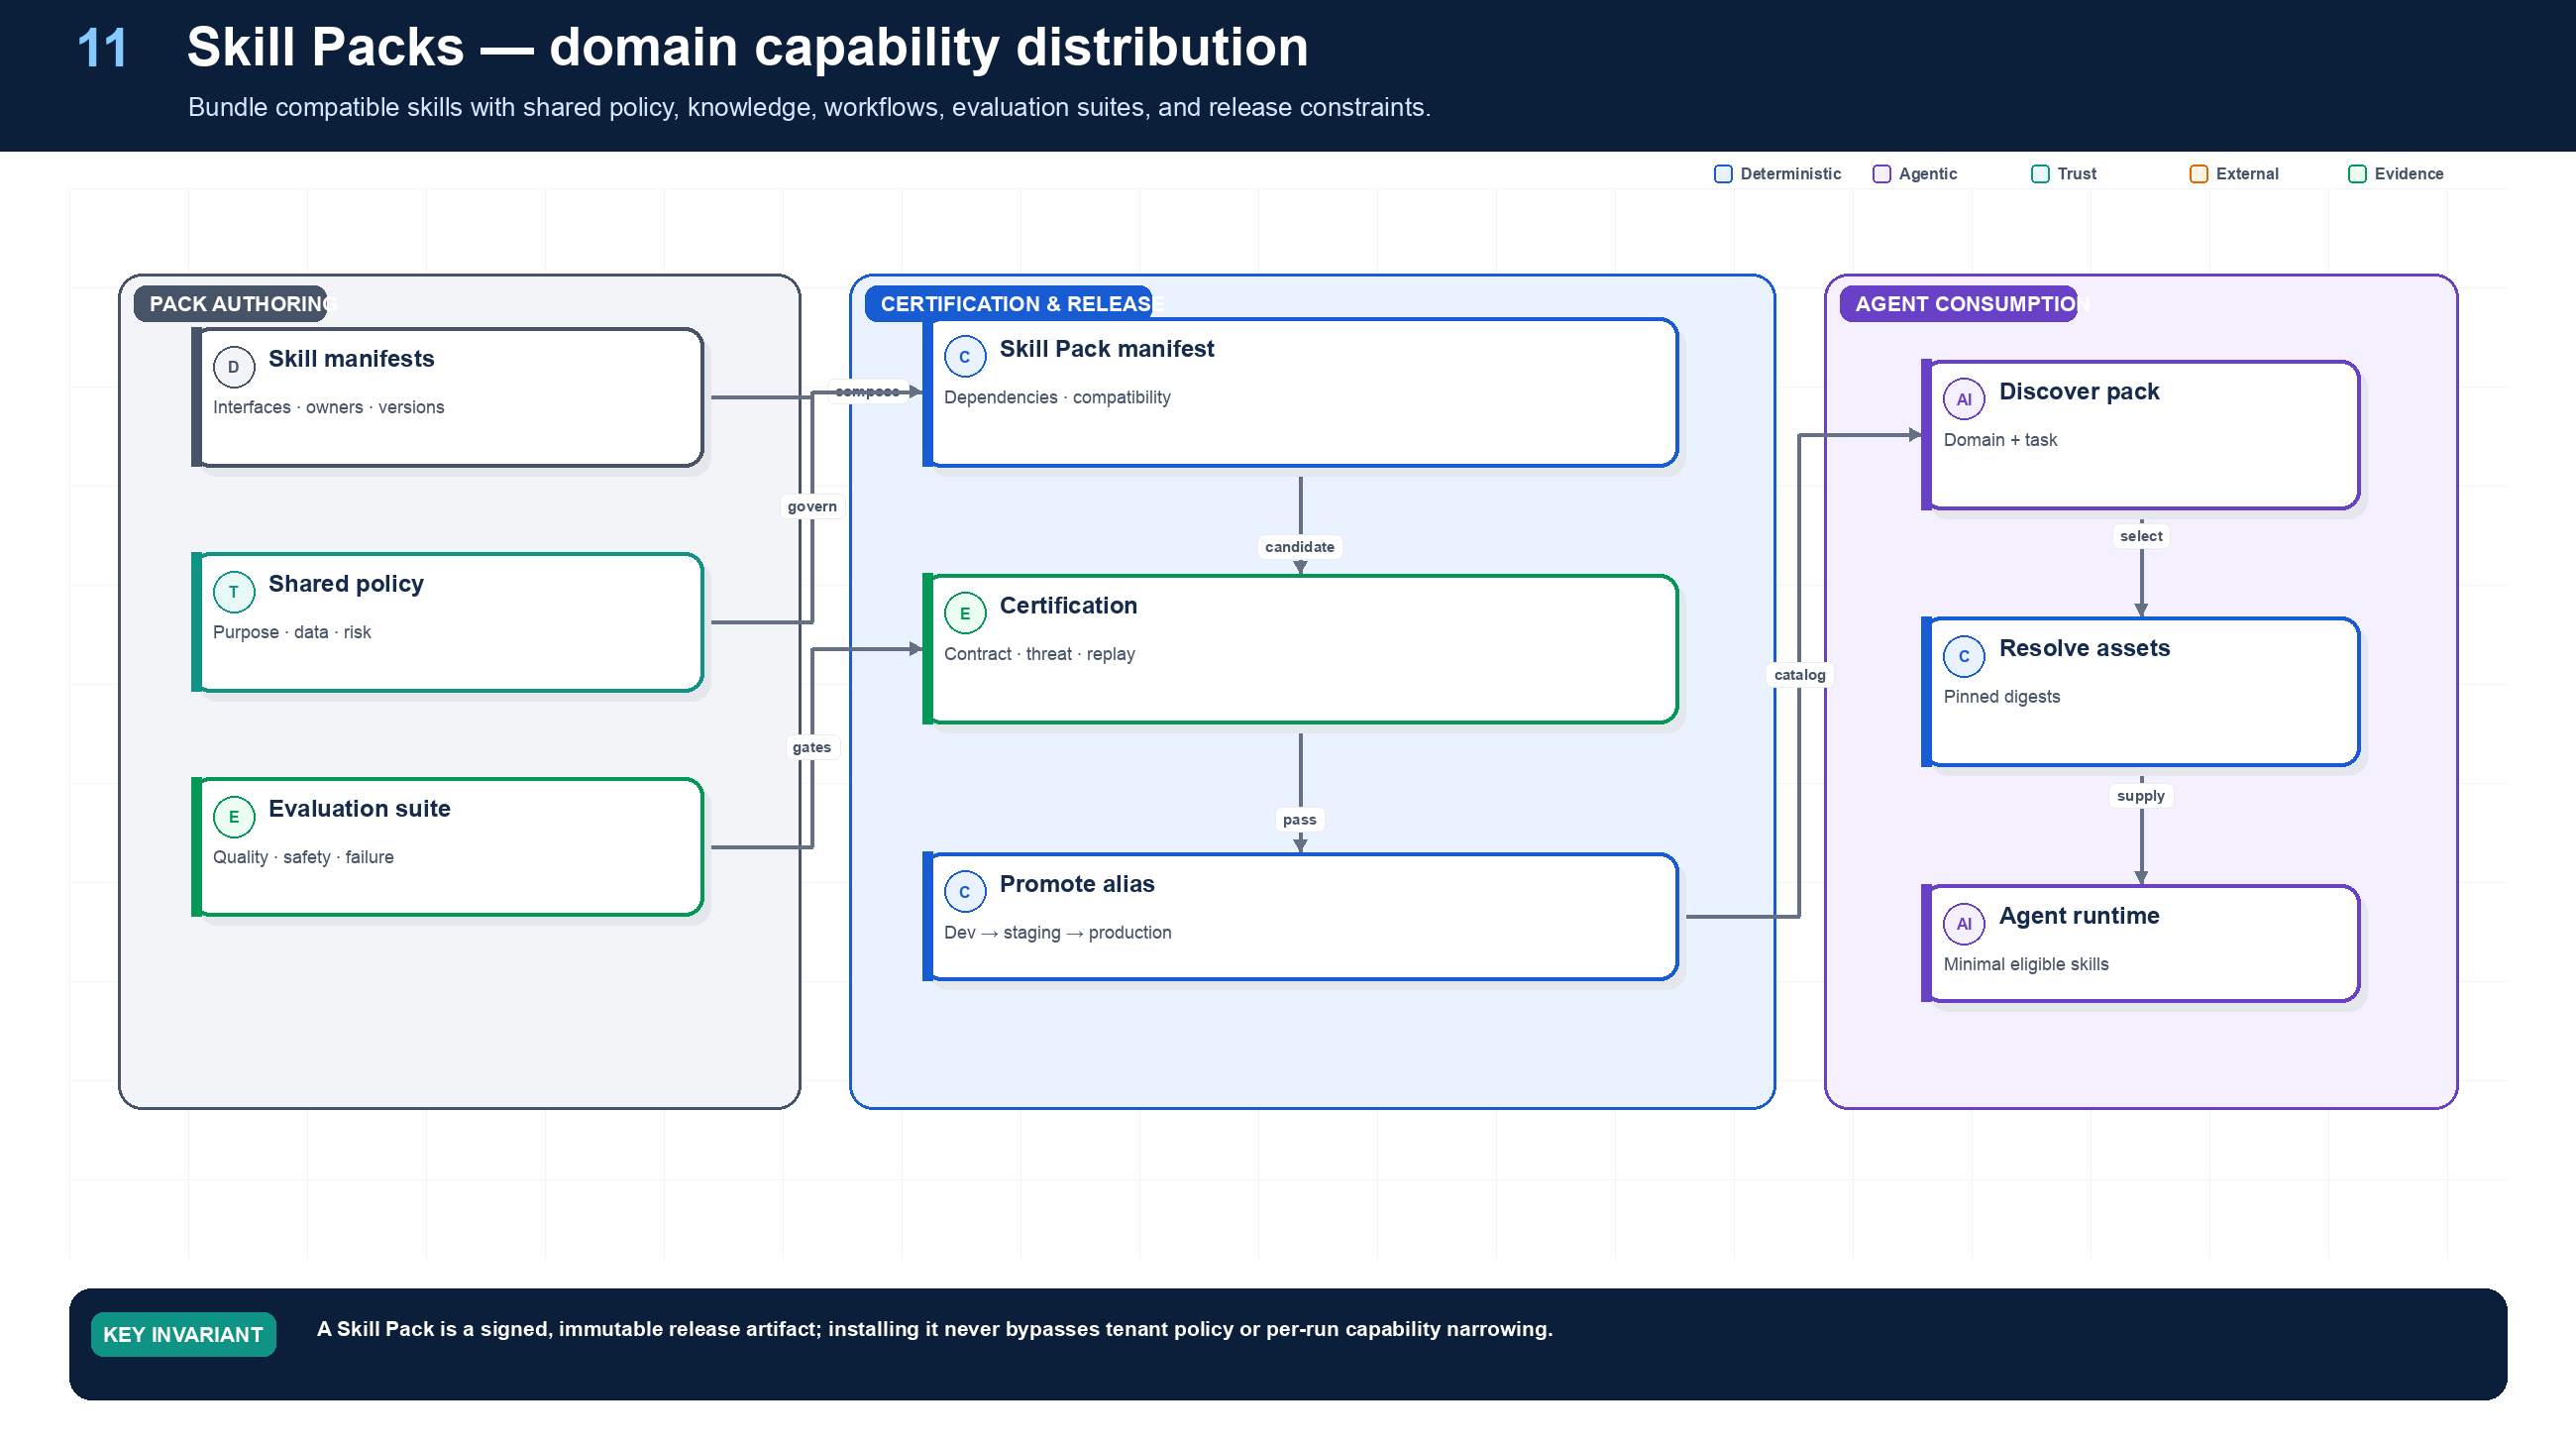 11
Skill Packs — domain capability distribution
Bundle compatible skills with shared policy, knowledge, workflows, evaluation suites, and release constraints.
Deterministic
Agentic
Trust
External
Evidence
PACK AUTHORING
D
Skill manifests
Interfaces · owners · versions
T
Shared policy
Purpose · data · risk
E
Evaluation suite
Quality · safety · failure
compose
govern
gates
CERTIFICATION & RELEASE
C
Skill Pack manifest
Dependencies · compatibility
candidate
E
Certification
Contract · threat · replay
pass
C
Promote alias
Dev → staging → production
catalog
AGENT CONSUMPTION
AI
Discover pack
Domain + task
select
C
Resolve assets
Pinned digests
supply
AI
Agent runtime
Minimal eligible skills
KEY INVARIANT
A Skill Pack is a signed, immutable release artifact; installing it never bypasses tenant policy or per-run capability narrowing.